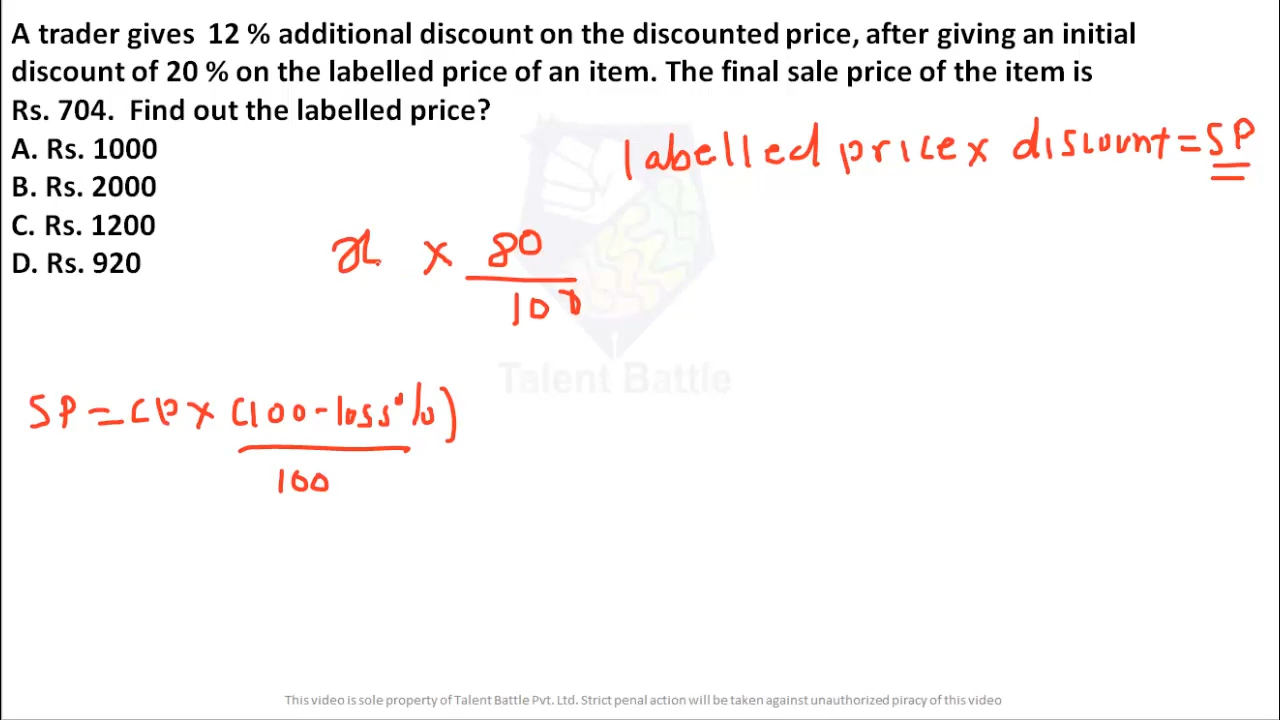 A trader gives 12 % additional discount on the discounted price, after giving an initial
discount of 20 % on the labelled price of an item. The final sale price of the item is
Rs. 704. Find out the labelled price?
labelled price x discount = SP
A. Rs. 1000
B. Rs. 2000
C. Rs. 1200
D. Rs. 920
x × 80
100
Talent Battle
SP = CP x (100 - loss%)
100
This video is sole property of Talent Battle Pvt. Ltd. Strict penal action will be taken against unauthorized piracy of this video